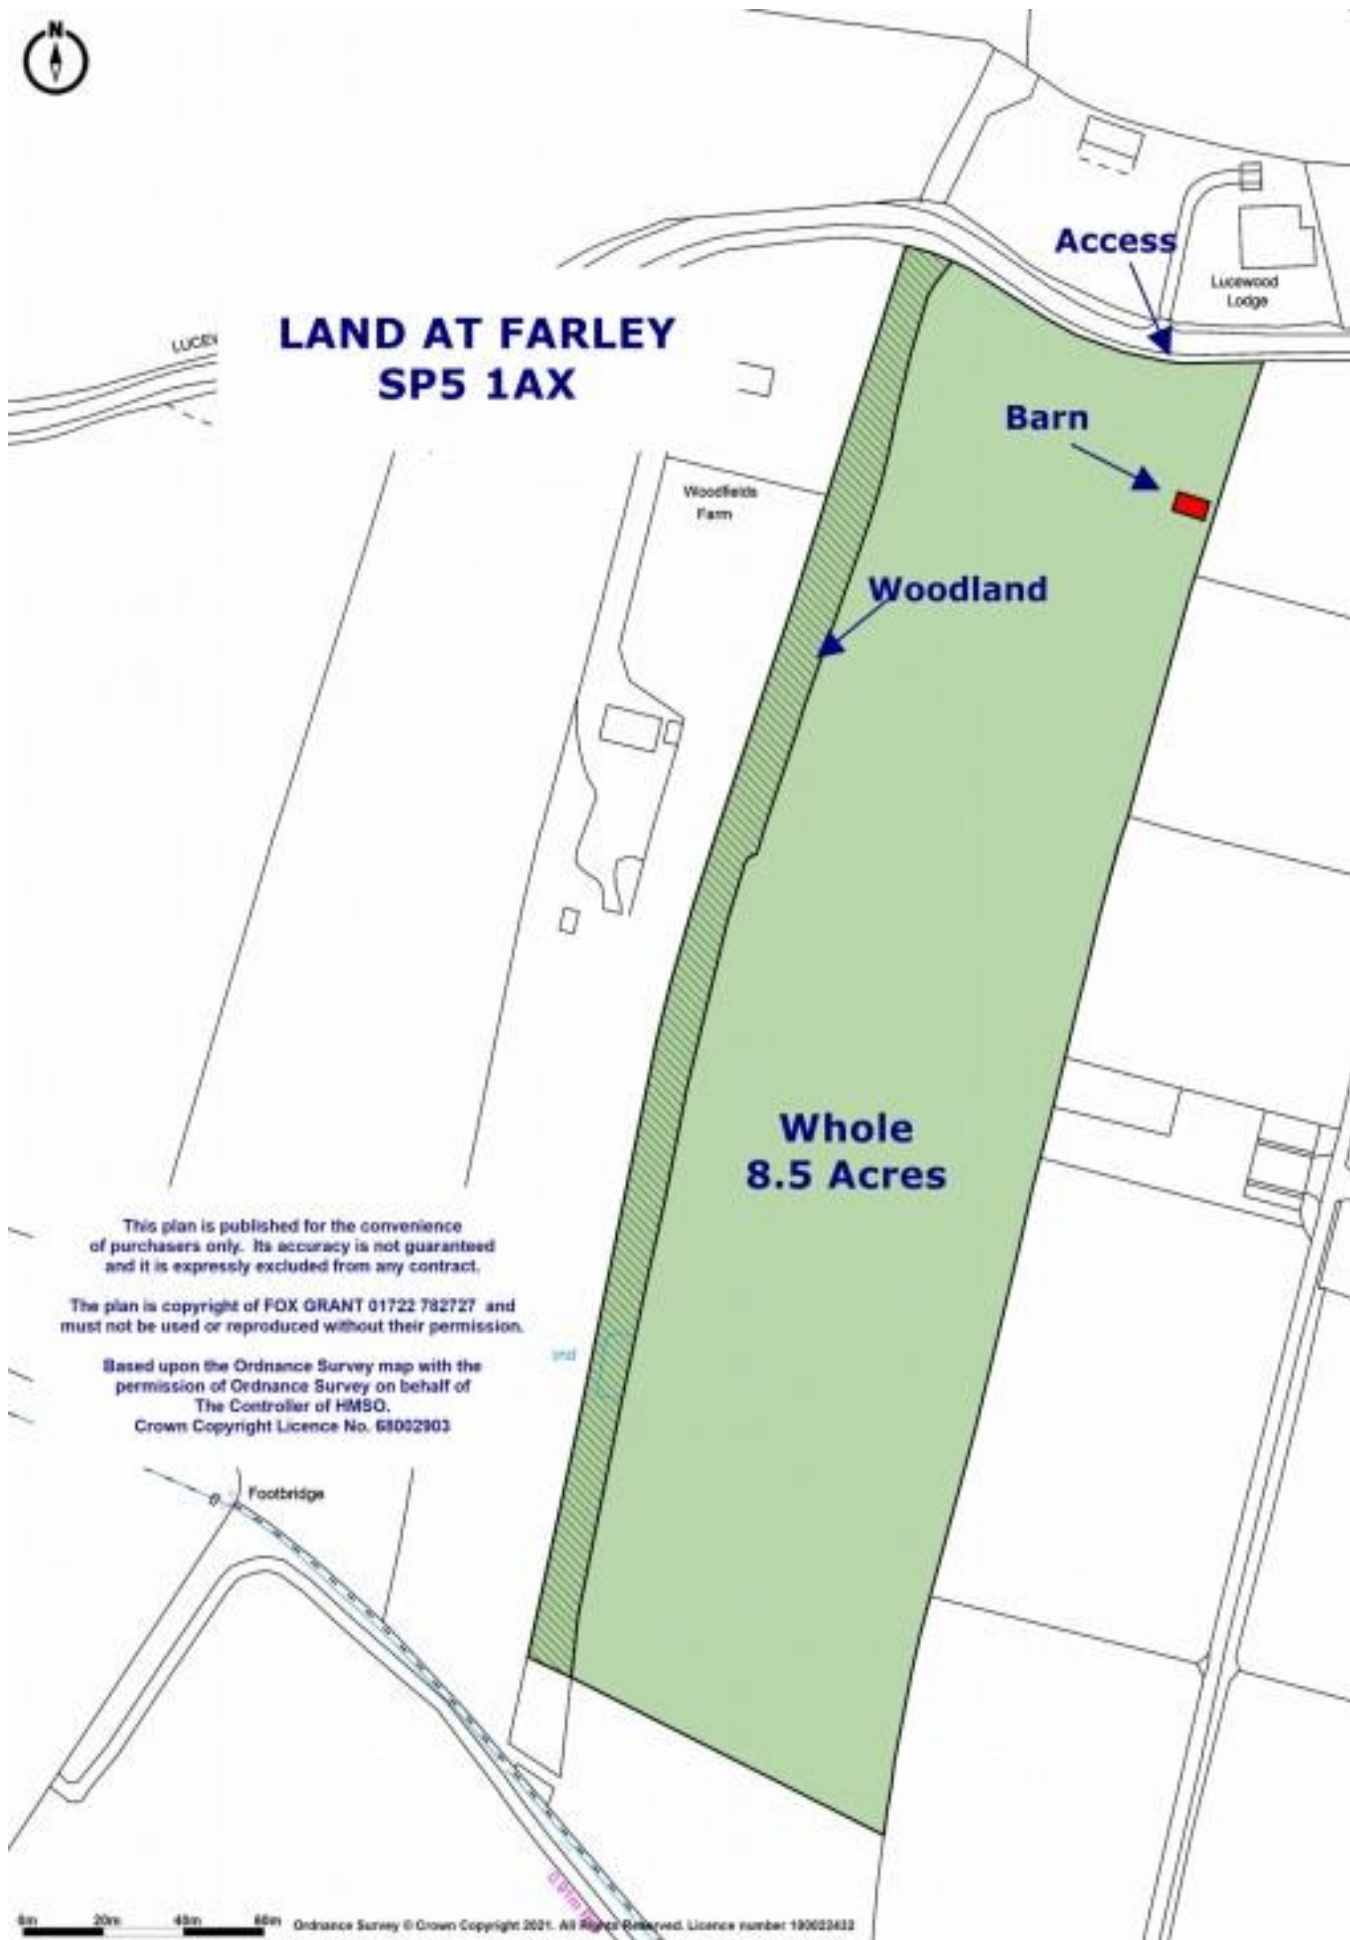 N
Access
Lucewood
Lodge
LAND AT FARLEY
SP5 1AX
Barn
Woodfields
Farm
Woodland
Whole
8.5 Acres
This plan is published for the convenience
of purchasers only. Its accuracy is not guaranteed
and it is expressly excluded from any contract.
The plan is copyright of FOX GRANT 01722 782727 and
must not be used or reproduced without their permission.
Based upon the Ordnance Survey map with the
permission of Ordnance Survey on behalf of
The Controller of HMSO.
Crown Copyright Licence No. 68002903
Footbridge
0m 20m 40m 60m
Ordnance Survey © Crown Copyright 2021. All Rights Reserved. Licence number 100022432